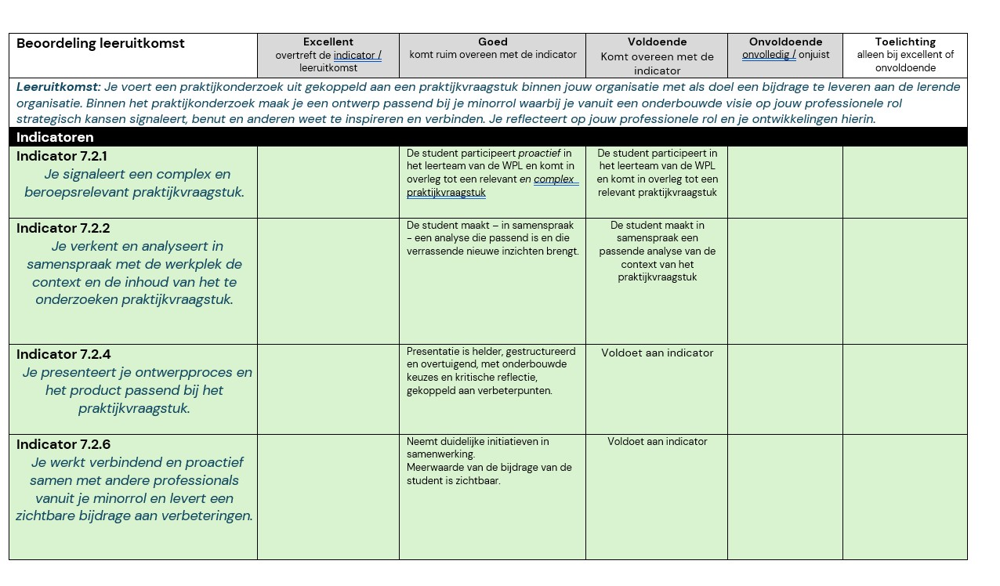 Beoordeling leeruitkomst
Excellent
overtreft de indicator /
leeruitkomst
Goed
komt ruim overeen met de indicator
Voldoende
Komt overeen met de
indicator
Onvoldoende
onvolledig / onjuist
Toelichting
alleen bij excellent of
onvoldoende
Leeruitkomst: Je voert een praktijkonderzoek uit gekoppeld aan een praktijkvraagstuk binnen jouw organisatie met als doel een bijdrage te leveren aan de lerende
organisatie. Binnen het praktijkonderzoek maak je een ontwerp passend bij je minorrol waarbij je vanuit een onderbouwde visie op jouw professionele rol
strategisch kansen signaleert, benut en anderen weet te inspireren en verbinden. Je reflecteert op jouw professionele rol en je ontwikkelingen hierin.
Indicatoren
Indicator 7.2.1
Je signaleert een complex en
beroepsrelevant praktijkvraagstuk.
De student participeert proactief in
het leerteam van de WPL en komt in
overleg tot een relevant en complex
praktijkvraagstuk
De student participeert in
het leerteam van de WPL
en komt in overleg tot een
relevant praktijkvraagstuk
Indicator 7.2.2
Je verkent en analyseert in
samenspraak met de werkplek de
context en de inhoud van het te
onderzoeken praktijkvraagstuk.
De student maakt – in samenspraak
– een analyse die passend is en die
verrassende nieuwe inzichten brengt.
De student maakt in
samenspraak een
passende analyse van de
context van het
praktijkvraagstuk
Indicator 7.2.4
Je presenteert je ontwerpproces en
het product passend bij het
praktijkvraagstuk.
Presentatie is helder, gestructureerd
en overtuigend, met onderbouwde
keuzes en kritische reflectie,
gekoppeld aan verbeterpunten.
Voldoet aan indicator
Indicator 7.2.6
Je werkt verbindend en proactief
samen met andere professionals
vanuit je minorrol en levert een
zichtbare bijdrage aan verbeteringen.
Neemt duidelijke initiatieven in
samenwerking.
Meerwaarde van de bijdrage van de
student is zichtbaar.
Voldoet aan indicator